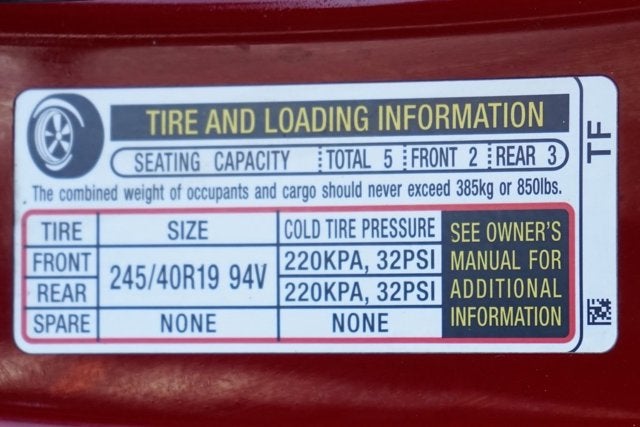 TIRE AND LOADING INFORMATION
SEATING CAPACITY TOTAL 5 FRONT 2 REAR 3
The combined weight of occupants and cargo should never exceed 385kg or 850lbs.
TIRE SIZE COLD TIRE PRESSURE
FRONT 245/40R19 94V 220KPA, 32PSI
REAR 220KPA, 32PSI
SPARE NONE NONE
SEE OWNER'S
MANUAL FOR
ADDITIONAL
INFORMATION
TF